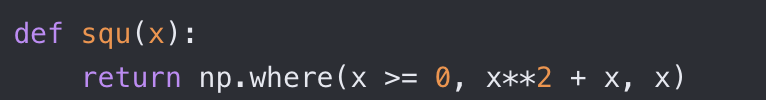 def squ(x):
    return np.where(x >= 0, x**2 + x, x)